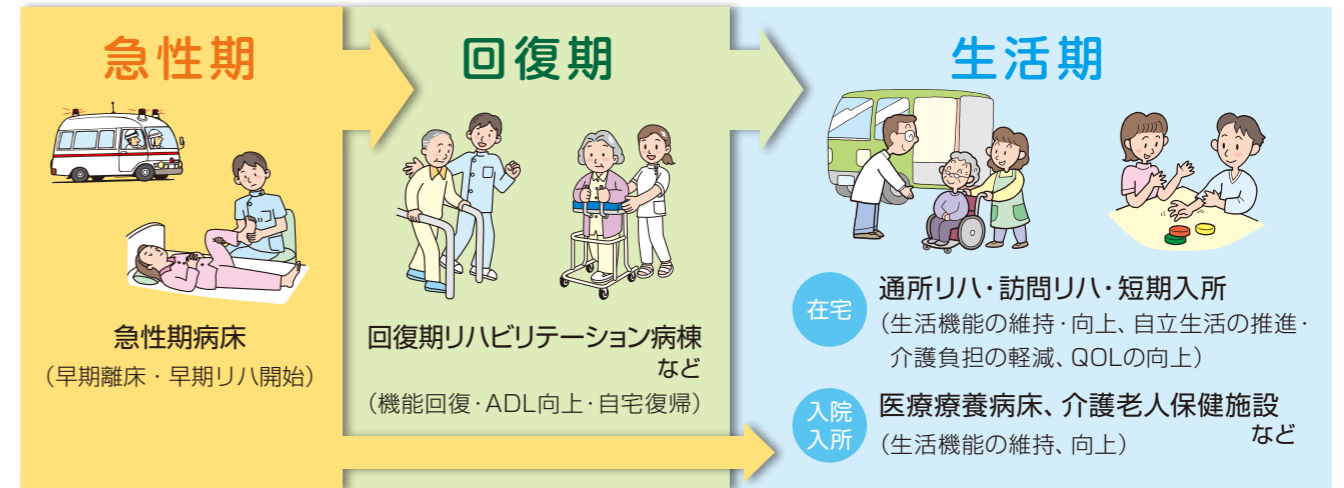 急性期
急性期病床
(早期離床・早期リハ開始)
回復期
回復期リハビリテーション病棟
など
(機能回復・ADL向上・自宅復帰)
生活期
在宅
通所リハ・訪問リハ・短期入所
(生活機能の維持・向上、自立生活の推進・
介護負担の軽減、QOLの向上)
入院
入所
医療療養病床、介護老人保健施設
など
(生活機能の維持、向上)